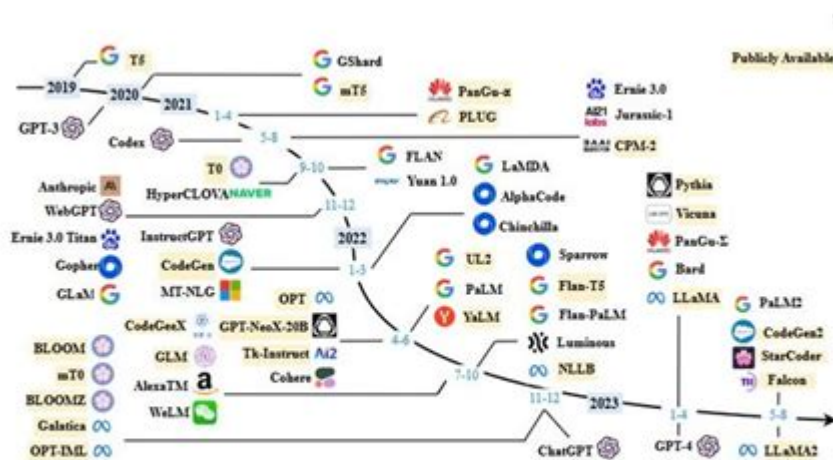 Publicly Available
T5
GShard
mT5
2019
2020
2021
GPT-3
Codex
1-4
PanGu-α
PLUG
Ernie 3.0
AI21 labs
Jurassic-1
CPM-2
5-8
T0
HyperCLOVA NAVER
9-10
FLAN
Yuan 1.0
Anthropic
WebGPT
Ernie 3.0 Titan
InstructGPT
Gopher
CodeGen
GLaM
MT-NLG
11-12
2022
LaMDA
AlphaCode
Chinchilla
1-3
Pythia
Vicuna
PanGu-Σ
Bard
LLaMA
UL2
PaLM
YaLM
Sparrow
Flan-T5
Flan-PaLM
Luminous
NLLB
OPT
CodeGeeX
GPT-NeoX-20B
GLM
Tk-Instruct
Ai2
AlexaTM
Cohere
WeLM
4-6
BLOOM
mT0
BLOOMZ
Galatica
OPT-IML
7-10
11-12
2023
ChatGPT
1-4
GPT-4
5-8
PaLM2
CodeGen2
StarCoder
TII
Falcon
LLaMA2